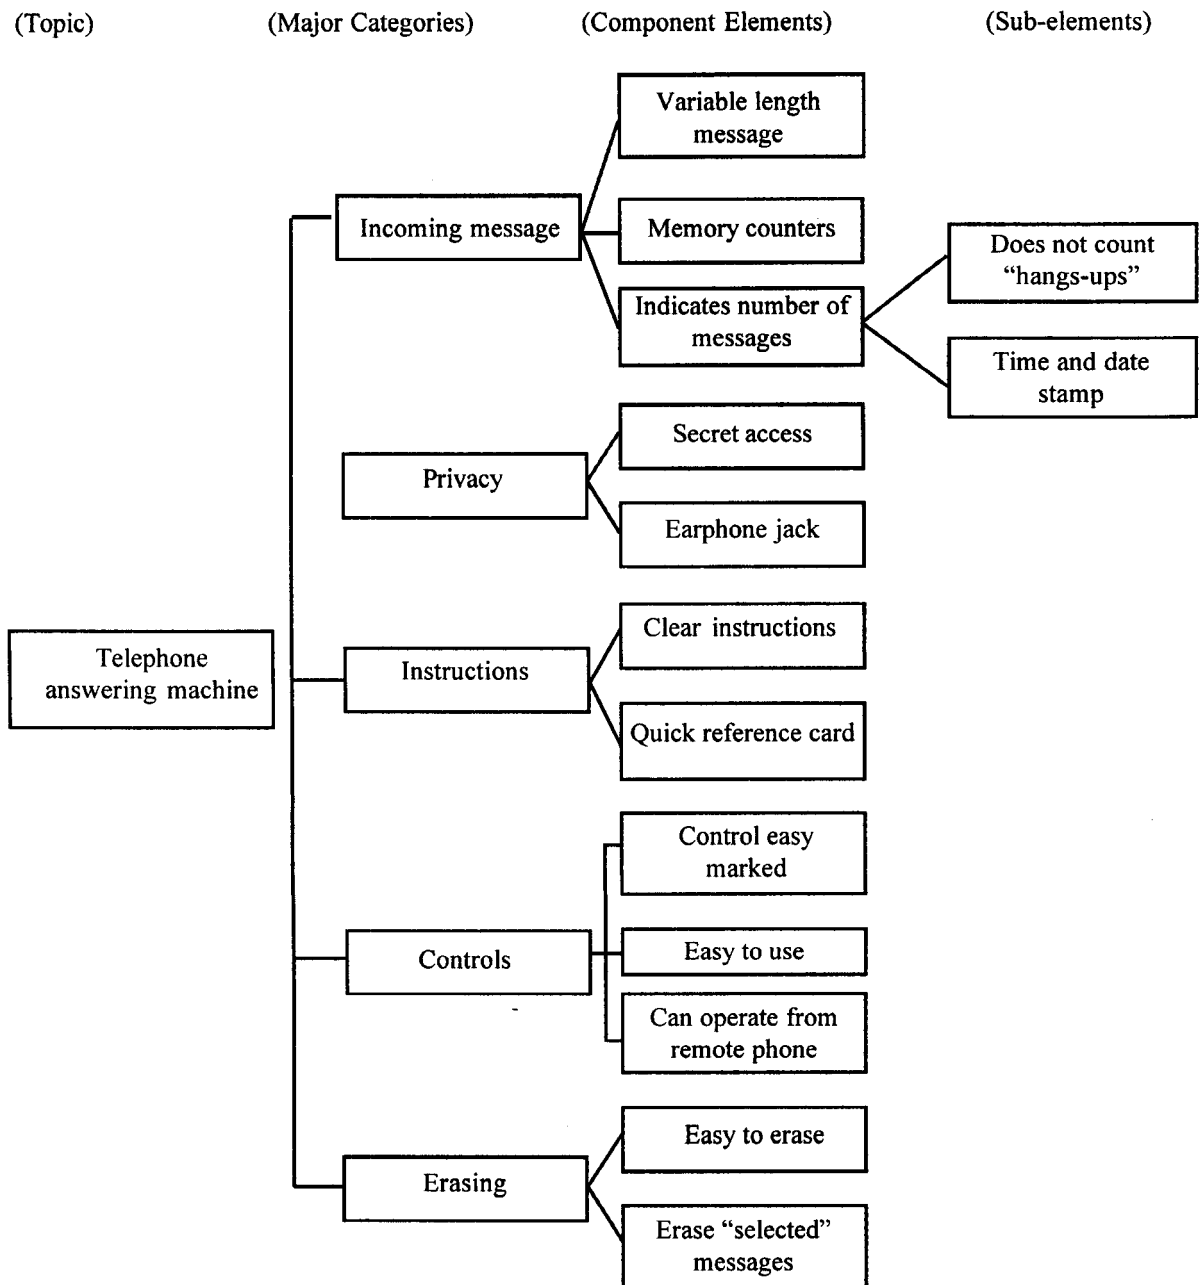 (Topic)
(Major Categories)
(Component Elements)
(Sub-elements)
Variable length
message
Incoming message
Memory counters
Does not count
“hangs-ups”
Indicates number of
messages
Time and date
stamp
Secret access
Privacy
Earphone jack
Clear instructions
Telephone
answering machine
Instructions
Quick reference card
Control easy
marked
Controls
Easy to use
Can operate from
remote phone
Easy to erase
Erasing
Erase “selected”
messages